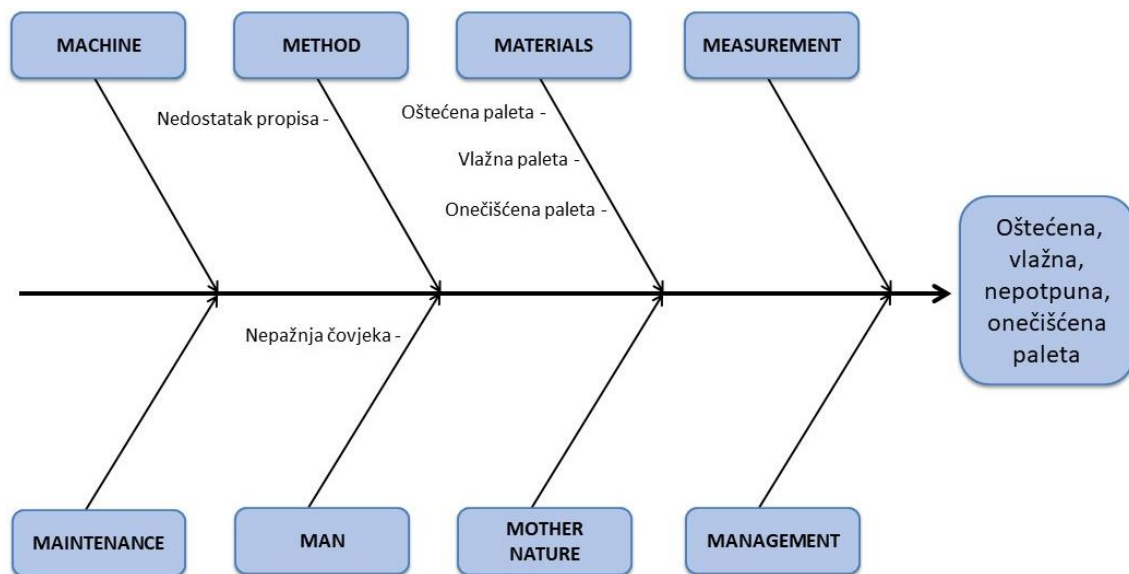 MACHINE
METHOD
MATERIALS
MEASUREMENT
Nedostatak propisa -
Oštećena paleta -
Vlažna paleta -
Onečišćena paleta -
Oštećena,
vlažna,
nepotpuna,
onečišćena
paleta
Nepažnja čovjeka -
MAINTENANCE
MAN
MOTHER
NATURE
MANAGEMENT